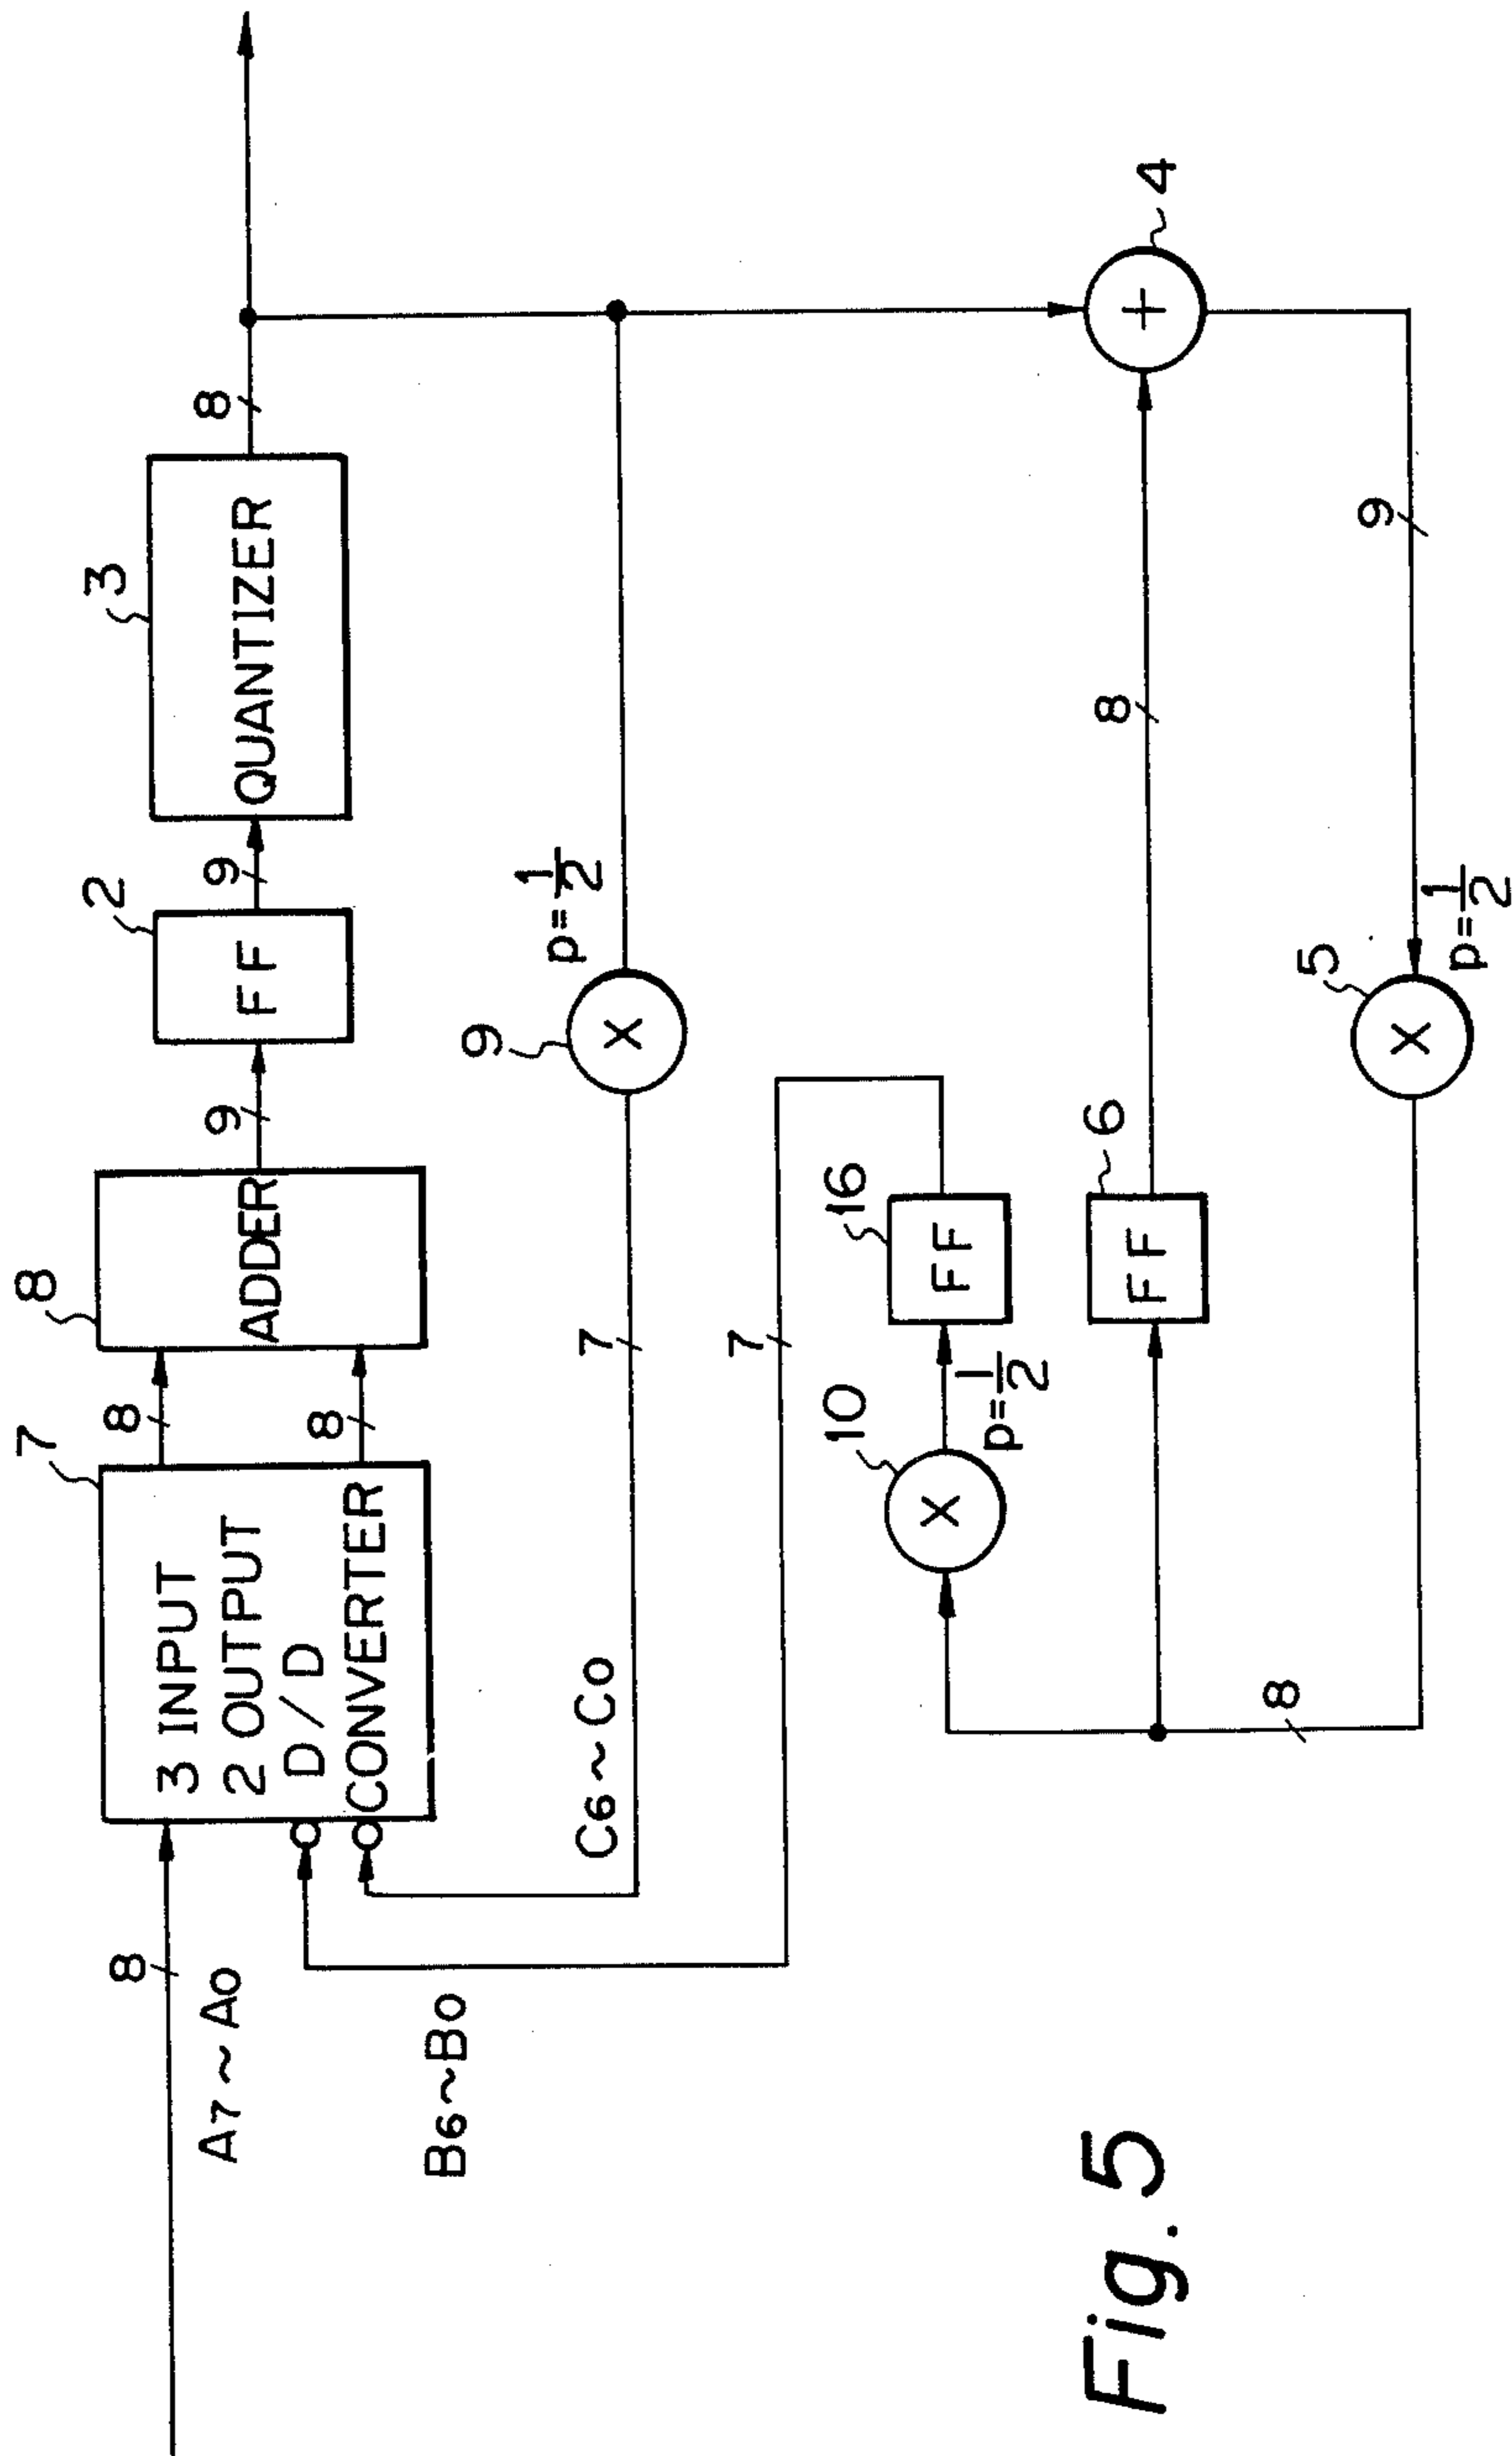 7
8
2
3
3 INPUT
2 OUTPUT
D/D
CONVERTER
8
8
ADDER
9
FF
9
QUANTIZER
8
8
A7~A0
B6~B0
C6~C0
7
9
p=1/2
7
10
p=1/2
16
FF
6
FF
8
4
+
X
X
8
5
X
p=1/2
9
Fig. 5